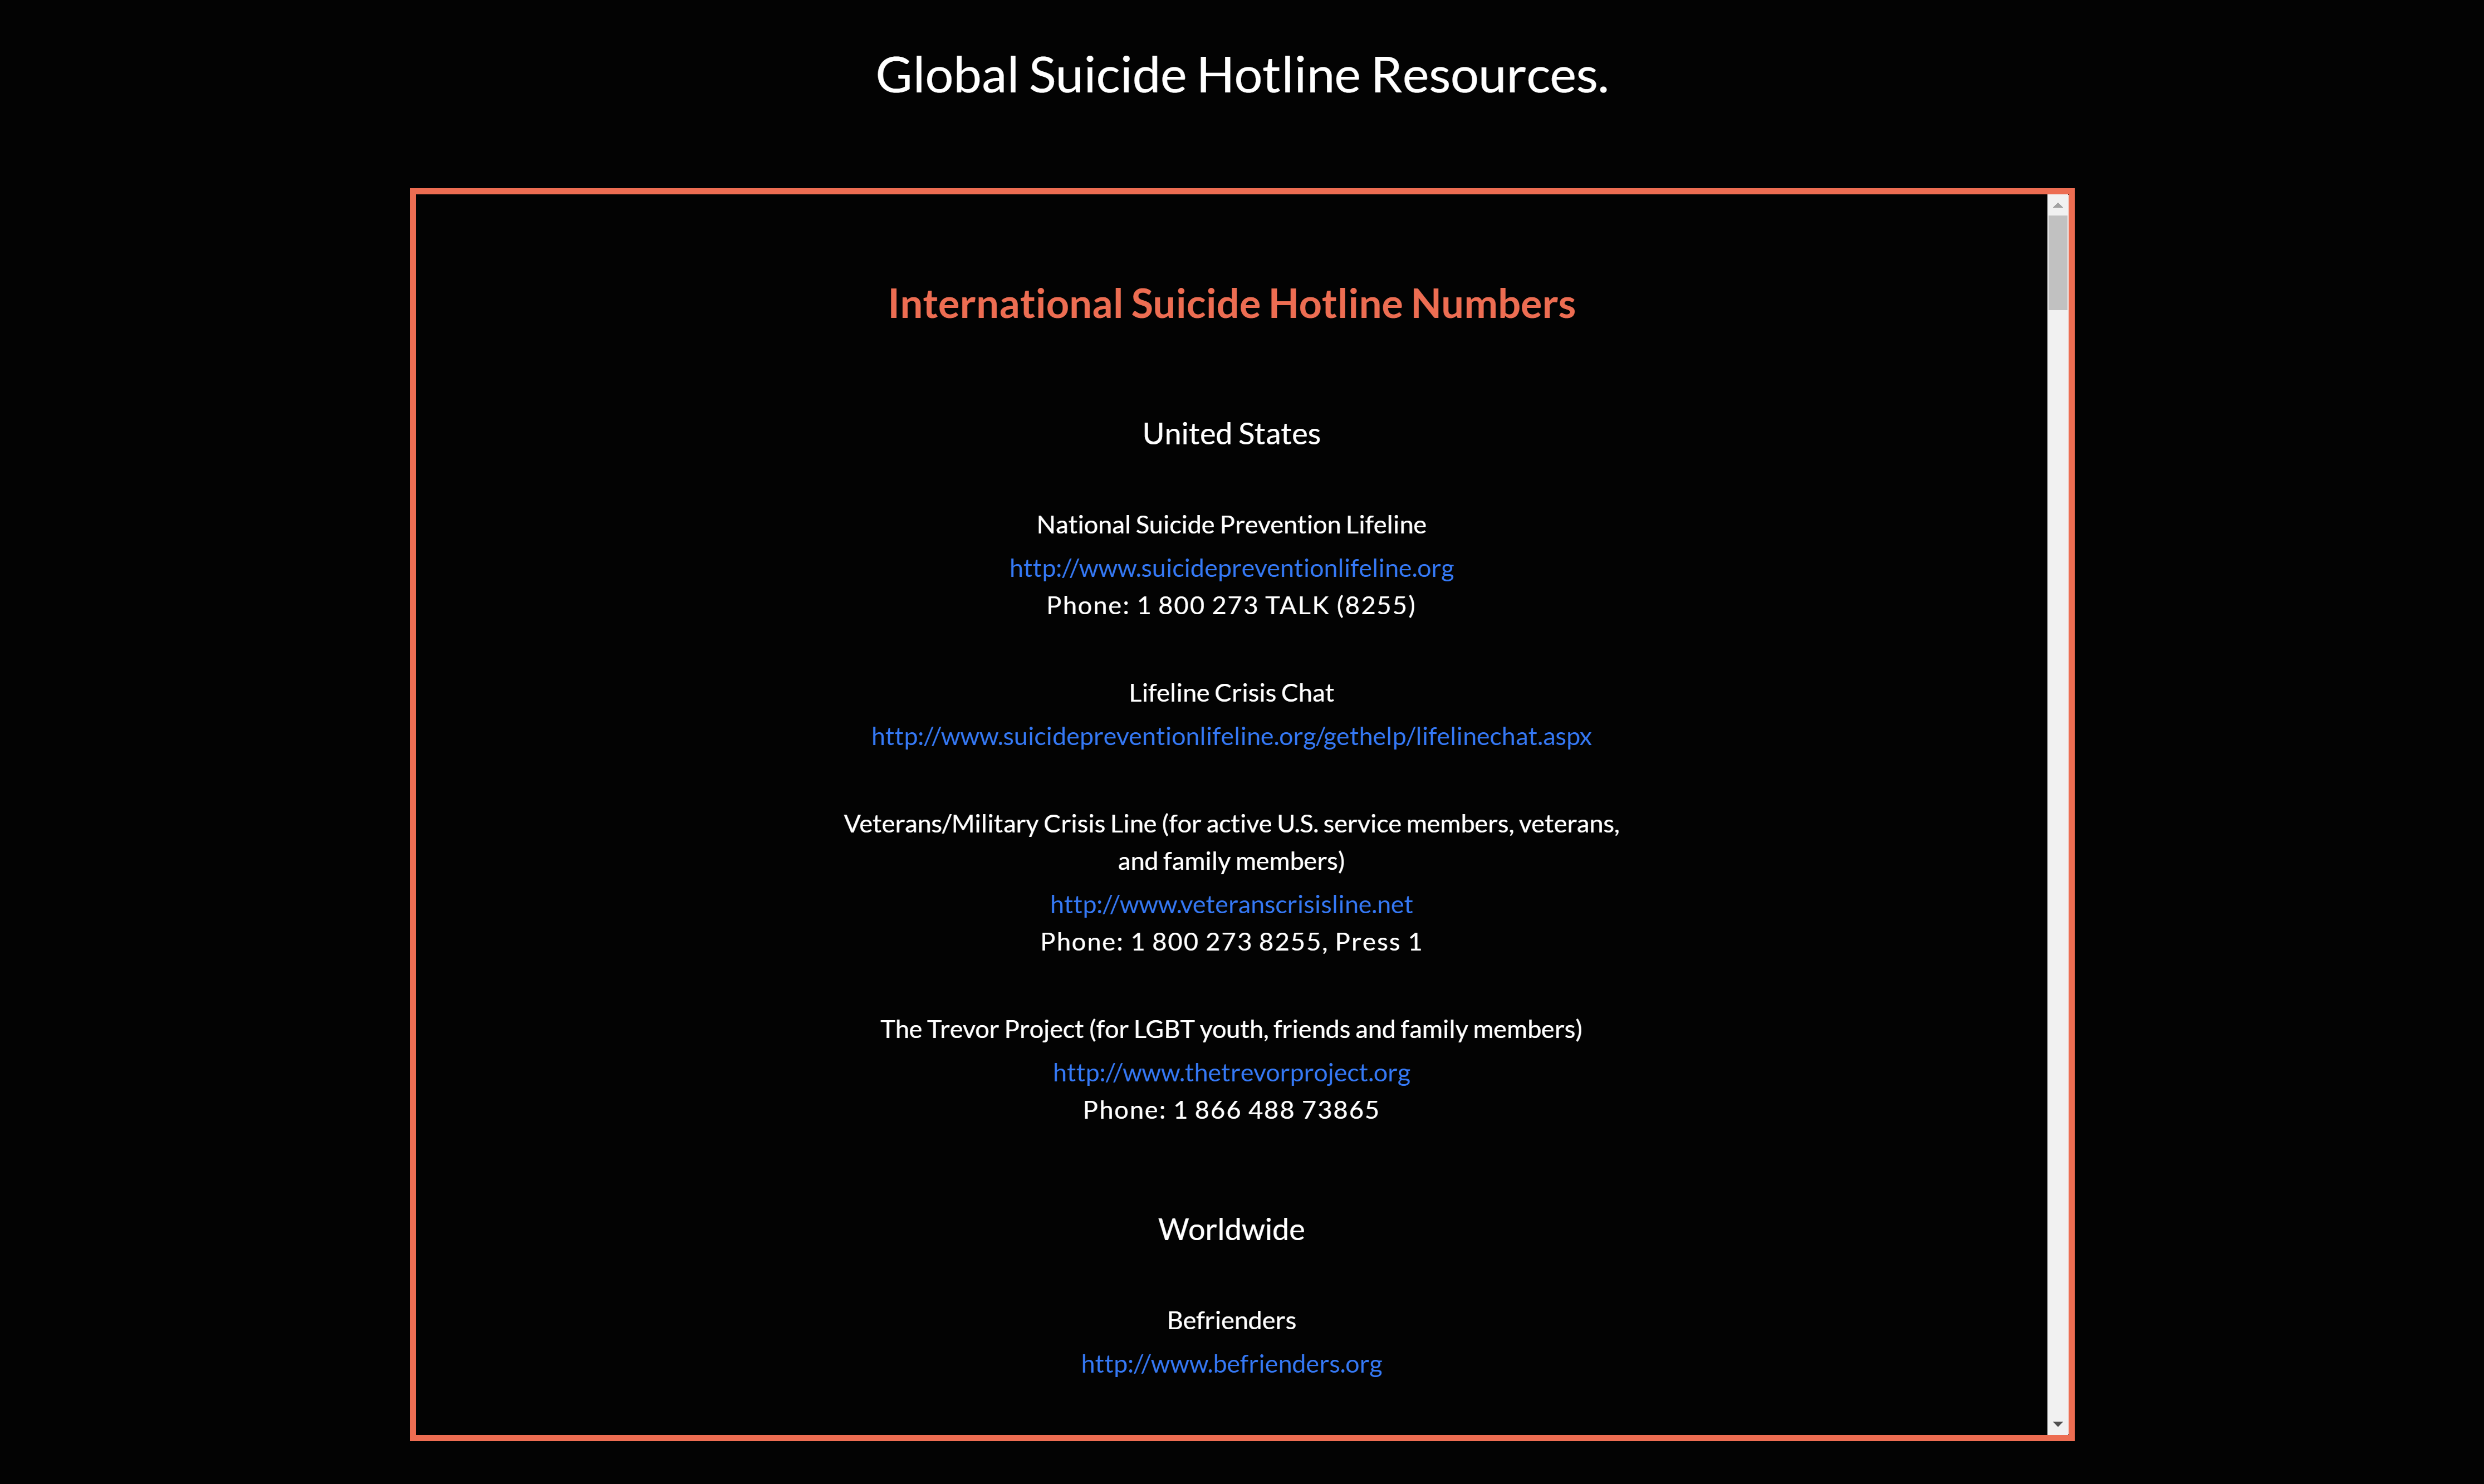 Global Suicide Hotline Resources.
International Suicide Hotline Numbers
United States
National Suicide Prevention Lifeline
http://www.suicidepreventionlifeline.org
Phone: 1 800 273 TALK (8255)
Lifeline Crisis Chat
http://www.suicidepreventionlifeline.org/gethelp/lifelinechat.aspx
Veterans/Military Crisis Line (for active U.S. service members, veterans,
and family members)
http://www.veteranscrisisline.net
Phone: 1 800 273 8255, Press 1
The Trevor Project (for LGBT youth, friends and family members)
http://www.thetrevorproject.org
Phone: 1 866 488 73865
Worldwide
Befrienders
http://www.befrienders.org